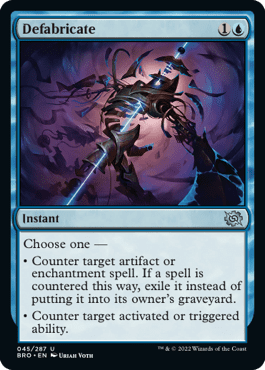 Defabricate 1
Instant
Choose one —
• Counter target artifact or
enchantment spell. If a spell is
countered this way, exile it instead of
putting it into its owner's graveyard.
• Counter target activated or triggered
ability.
045/287 U
BRO • EN Uriah Voth
™ & © 2022 Wizards of the Coast